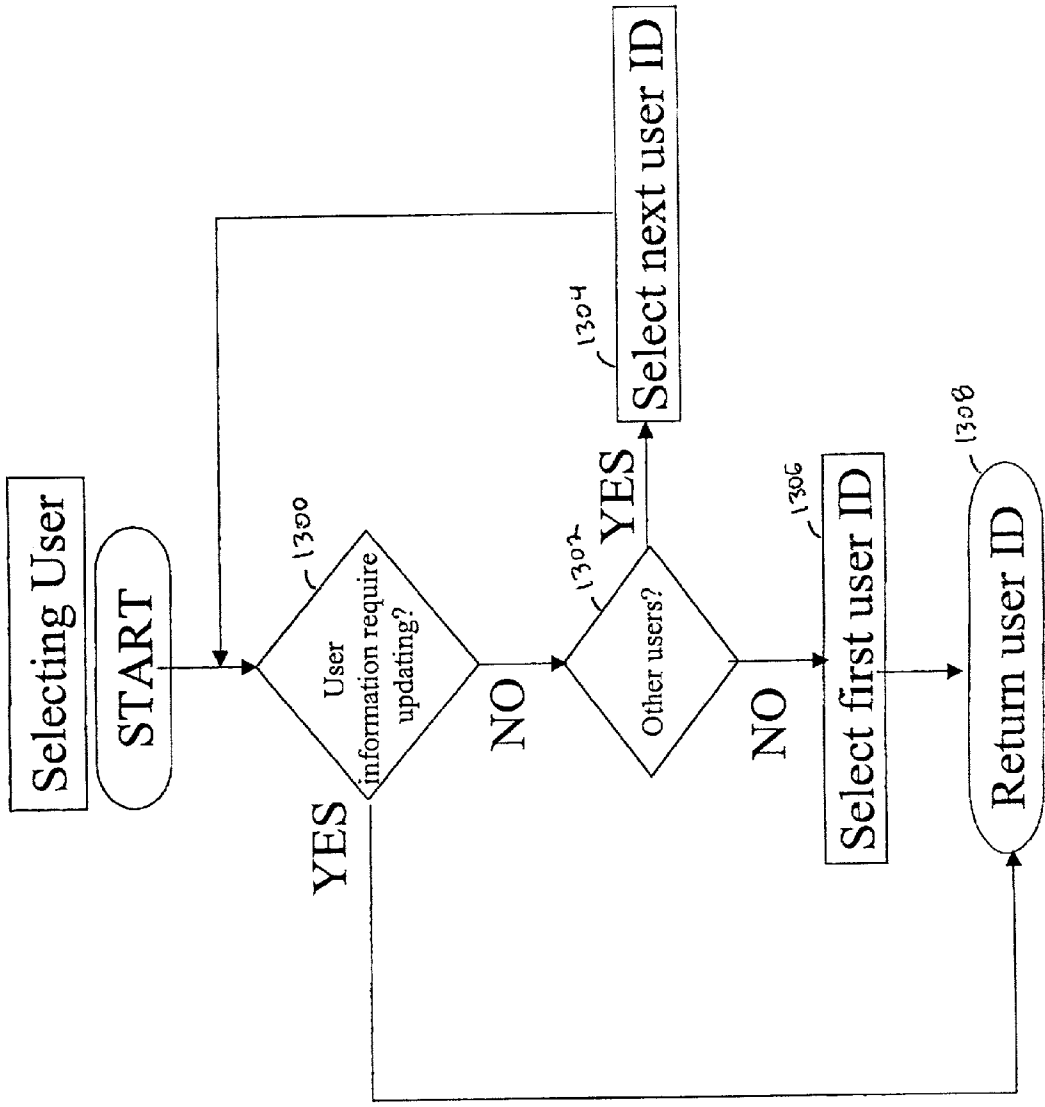 Selecting User
START
1300
User
information require
updating?
YES
NO
1302
Other users?
YES
1304
Select next user ID
NO
1306
Select first user ID
1308
Return user ID